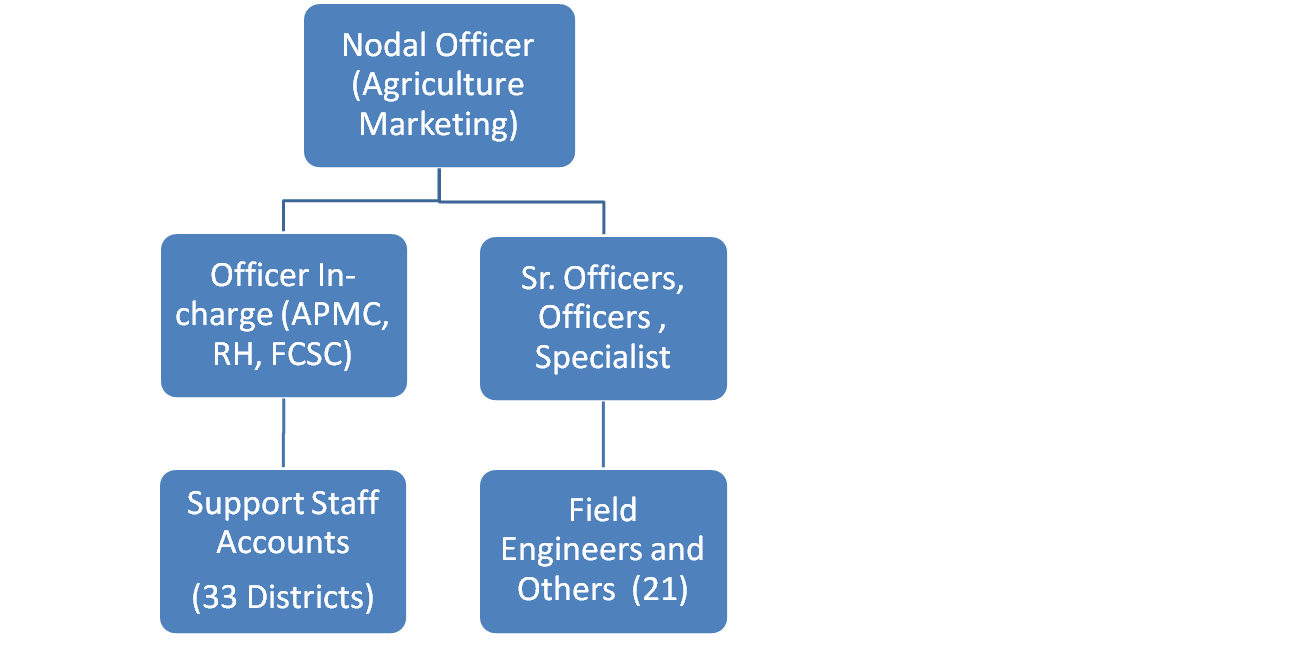 Nodal Officer
(Agriculture
Marketing)
Officer In-
charge (APMC,
RH, FCSC)
Sr. Officers,
Officers ,
Specialist
Support Staff
Accounts
(33 Districts)
Field
Engineers and
Others  (21)